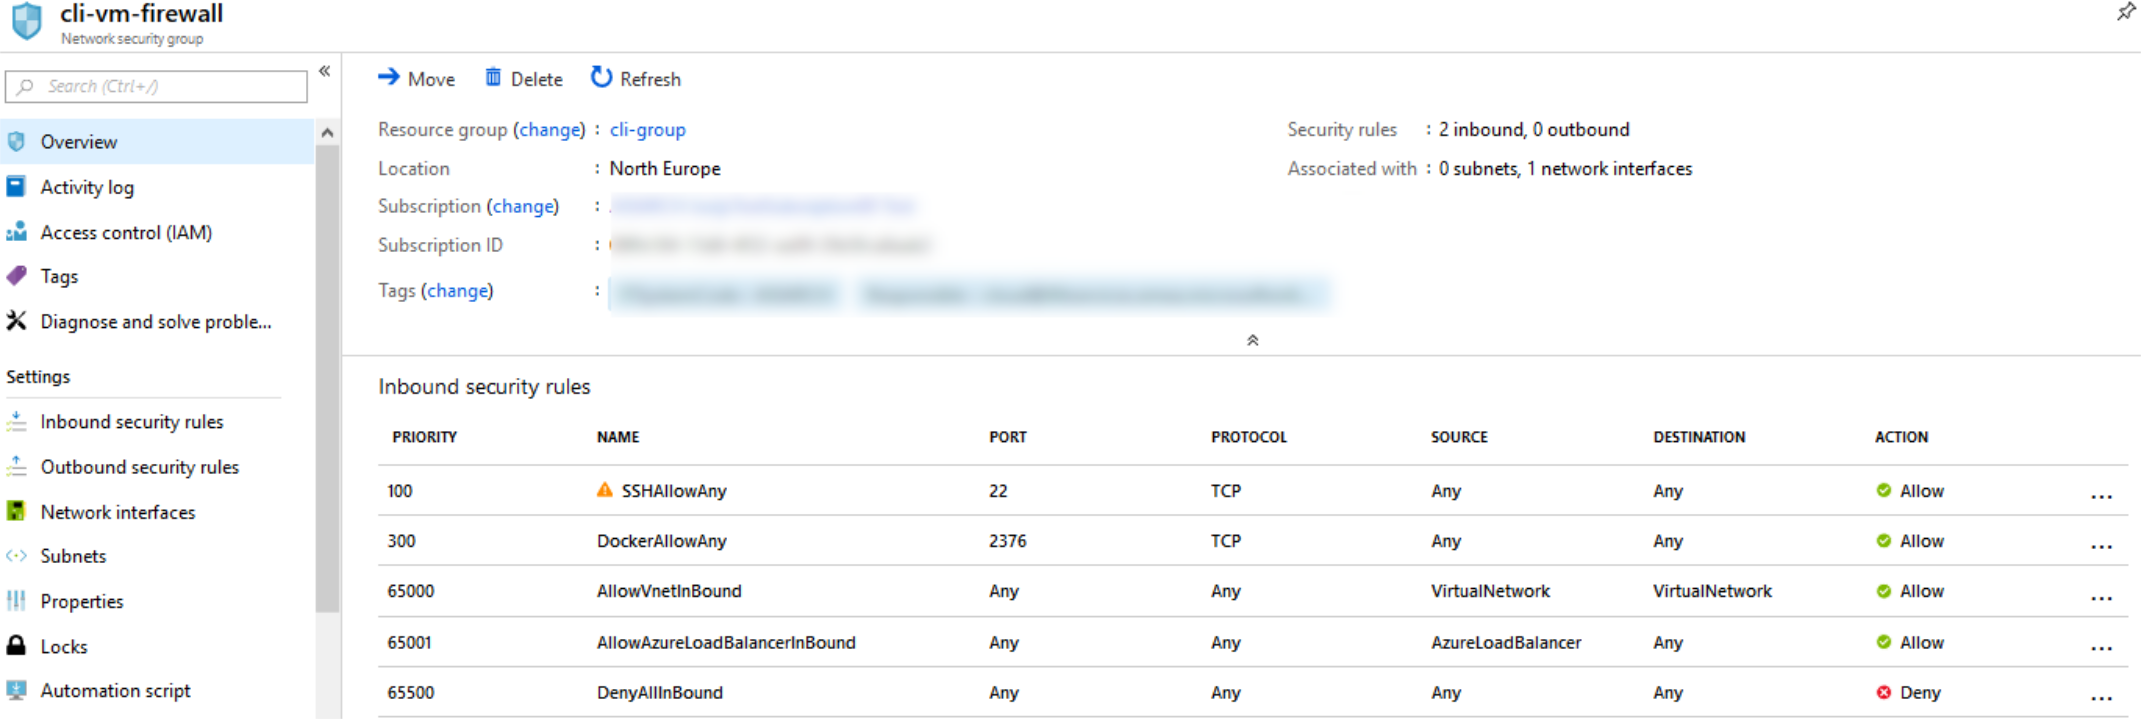 cli-vm-firewall
Network security group
Search (Ctrl+/)
Overview
Activity log
Access control (IAM)
Tags
Diagnose and solve proble...
Settings
Inbound security rules
Outbound security rules
Network interfaces
Subnets
Properties
Locks
Automation script
Move Delete Refresh
Resource group (change) : cli-group
Location : North Europe
Subscription (change) :
Subscription ID :
Tags (change) :
Security rules : 2 inbound, 0 outbound
Associated with : 0 subnets, 1 network interfaces
Inbound security rules
PRIORITY NAME PORT PROTOCOL SOURCE DESTINATION ACTION
100 SSHAllowAny 22 TCP Any Any Allow ...
300 DockerAllowAny 2376 TCP Any Any Allow ...
65000 AllowVnetInBound Any Any VirtualNetwork VirtualNetwork Allow ...
65001 AllowAzureLoadBalancerInBound Any Any AzureLoadBalancer Any Allow ...
65500 DenyAllInBound Any Any Any Any Deny ...